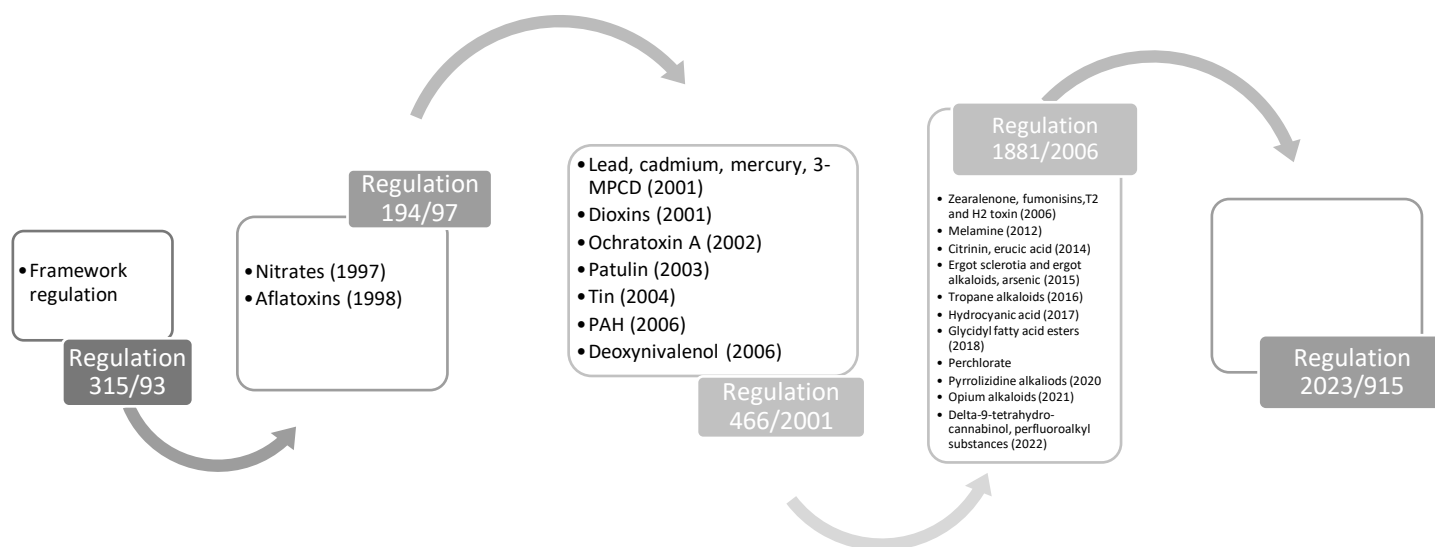 •Framework
regulation
Regulation
315/93
Regulation
194/97
•Nitrates (1997)
•Aflatoxins (1998)
•Lead, cadmium, mercury, 3-
MPCD (2001)
•Dioxins (2001)
•Ochratoxin A (2002)
•Patulin (2003)
•Tin (2004)
•PAH (2006)
•Deoxynivalenol (2006)
Regulation
466/2001
Regulation
1881/2006
• Zearalenone, fumonisins,T2
and H2 toxin (2006)
• Melamine (2012)
• Citrinin, erucic acid (2014)
• Ergot sclerotia and ergot
alkaloids, arsenic (2015)
• Tropane alkaloids (2016)
• Hydrocyanic acid (2017)
• Glycidyl fatty acid esters
(2018)
• Perchlorate
• Pyrrolizidine alkaliods (2020
• Opium alkaloids (2021)
• Delta-9-tetrahydro-
cannabinol, perfluoroalkyl
substances (2022)
Regulation
2023/915